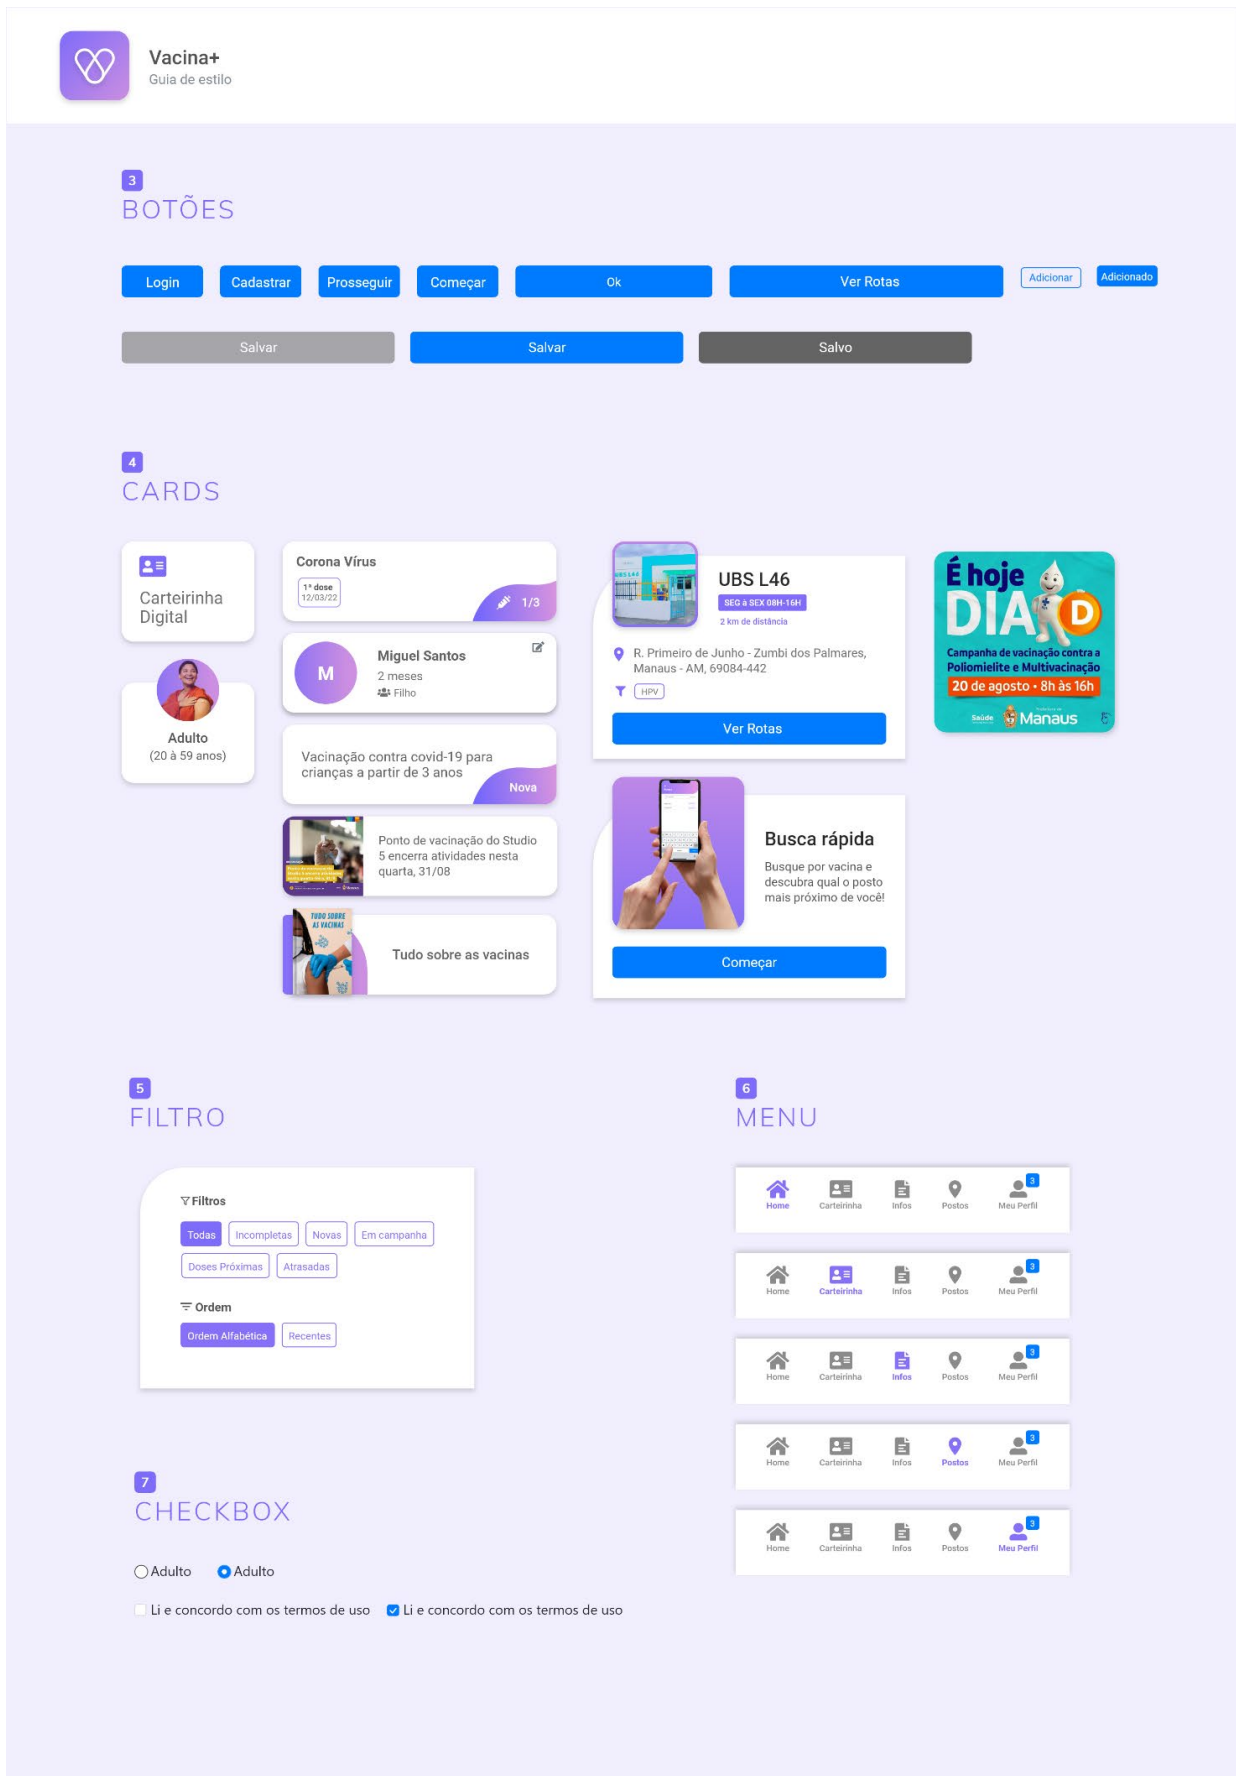 Vacina+
Guia de estilo
3
BOTÕES
Login
Cadastrar
Prosseguir
Começar
Ok
Ver Rotas
Adicionar
Adicionado
Salvar
Salvar
Salvo
4
CARDS
Carteirinha
Digital
Adulto
(20 à 59 anos)
Corona Vírus
1ª dose
12/03/22
1/3
M
Miguel Santos
2 meses
Filho
Vacinação contra covid-19 para
crianças a partir de 3 anos
Nova
Ponto de vacinação do Studio
5 encerra atividades nesta
quarta, 31/08
TUDO SOBRE
AS VACINAS
Tudo sobre as vacinas
UBS L46
UBS L46
SEG à SEX 08H-16H
2 km de distância
R. Primeiro de Junho - Zumbi dos Palmares,
Manaus - AM, 69084-442
HPV
Ver Rotas
Busca rápida
Busque por vacina e
descubra qual o posto
mais próximo de você!
Começar
É hoje
DIA D
Campanha de vacinação contra a
Poliomielite e Multivacinação
20 de agosto • 8h às 16h
Saúde
Manaus
5
FILTRO
Filtros
Todas
Incompletas
Novas
Em campanha
Doses Próximas
Atrasadas
Ordem
Ordem Alfabética
Recentes
6
MENU
3
Home Carteirinha Infos Postos Meu Perfil
3
Home Carteirinha Infos Postos Meu Perfil
3
Home Carteirinha Infos Postos Meu Perfil
3
Home Carteirinha Infos Postos Meu Perfil
3
Home Carteirinha Infos Postos Meu Perfil
7
CHECKBOX
Adulto
Adulto
Li e concordo com os termos de uso
Li e concordo com os termos de uso